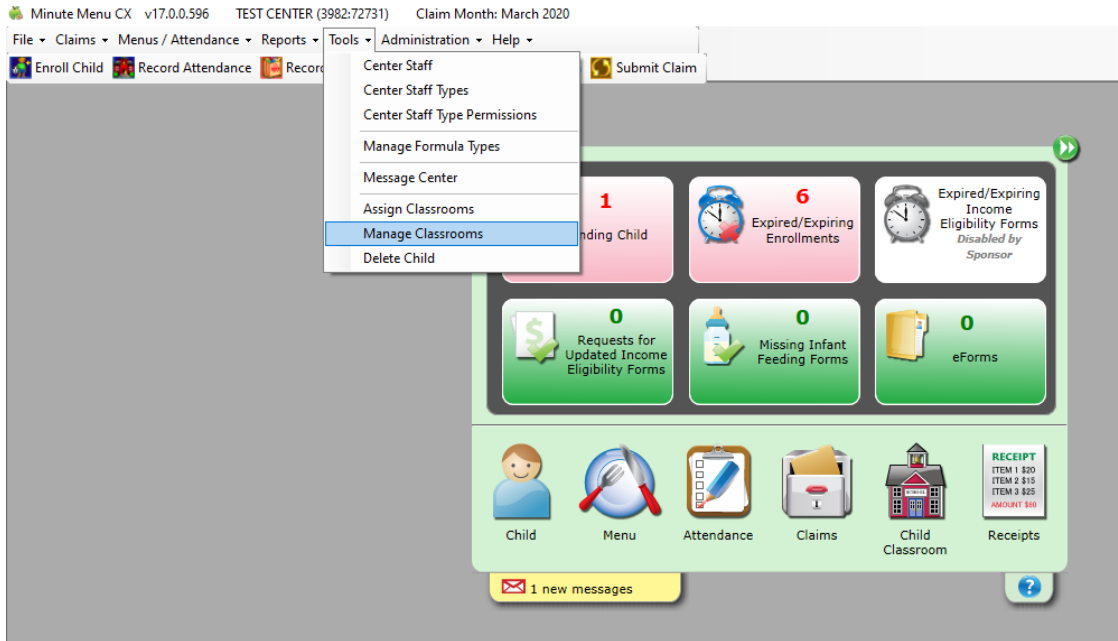 Minute Menu CX v17.0.0.596 TEST CENTER (3982:72731) Claim Month: March 2020
File Claims Menus / Attendance Reports Tools Administration Help
Enroll Child Record Attendance Submit Claim
Center Staff
Center Staff Types
Center Staff Type Permissions
Manage Formula Types
Message Center
Assign Classrooms
Manage Classrooms
Delete Child
1
Child
6
Expired/Expiring
Enrollments
Expired/Expiring
Income
Eligibility Forms
Disabled by
Sponsor
0
Requests for
Updated Income
Eligibility Forms
0
Missing Infant
Feeding Forms
0
eForms
SCHOOL
RECEIPT
ITEM 1 $20
ITEM 2 $15
ITEM 3 $25
AMOUNT $60
Child
Menu
Attendance
Claims
Child
Classroom
Receipts
1 new messages